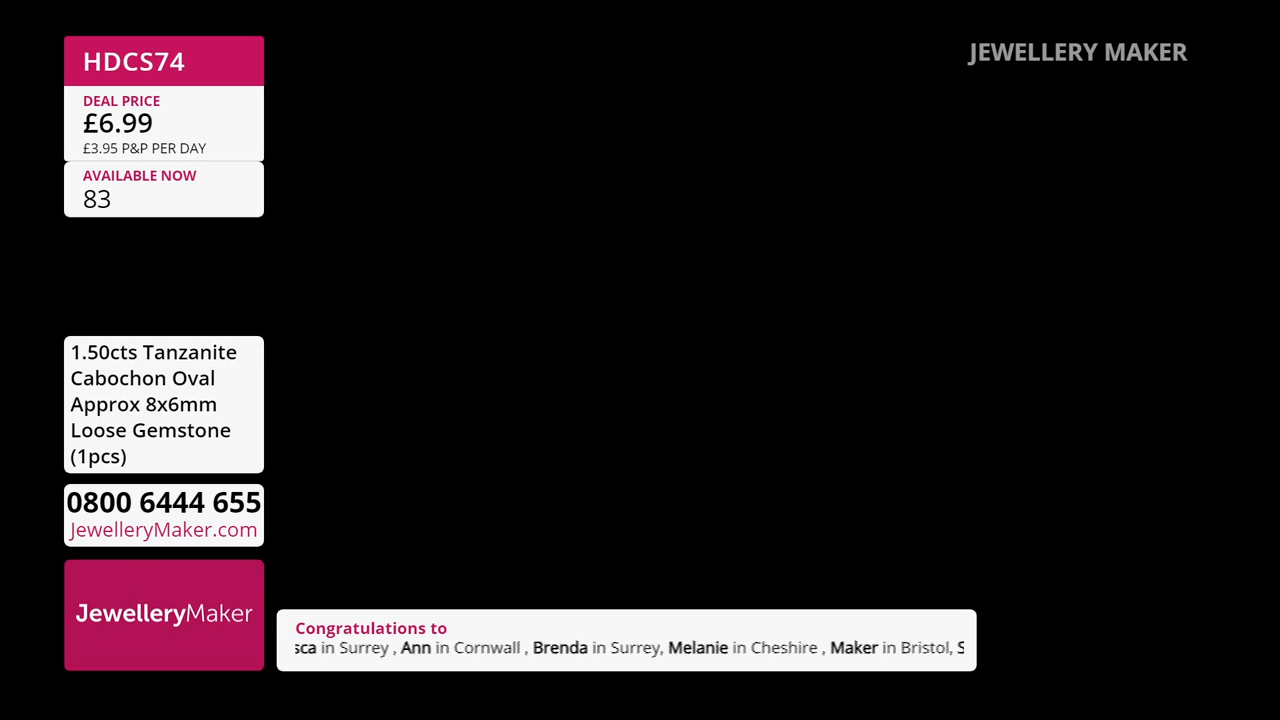 HDCS74
DEAL PRICE
£6.99
£3.95 P&P PER DAY
AVAILABLE NOW
83
JEWELLERY MAKER
1.50cts Tanzanite
Cabochon Oval
Approx 8x6mm
Loose Gemstone
(1pcs)
0800 6444 655
JewelleryMaker.com
JewelleryMaker
Congratulations to
in Surrey , Ann in Cornwall , Brenda in Surrey, Melanie in Cheshire , Maker in Bristol,